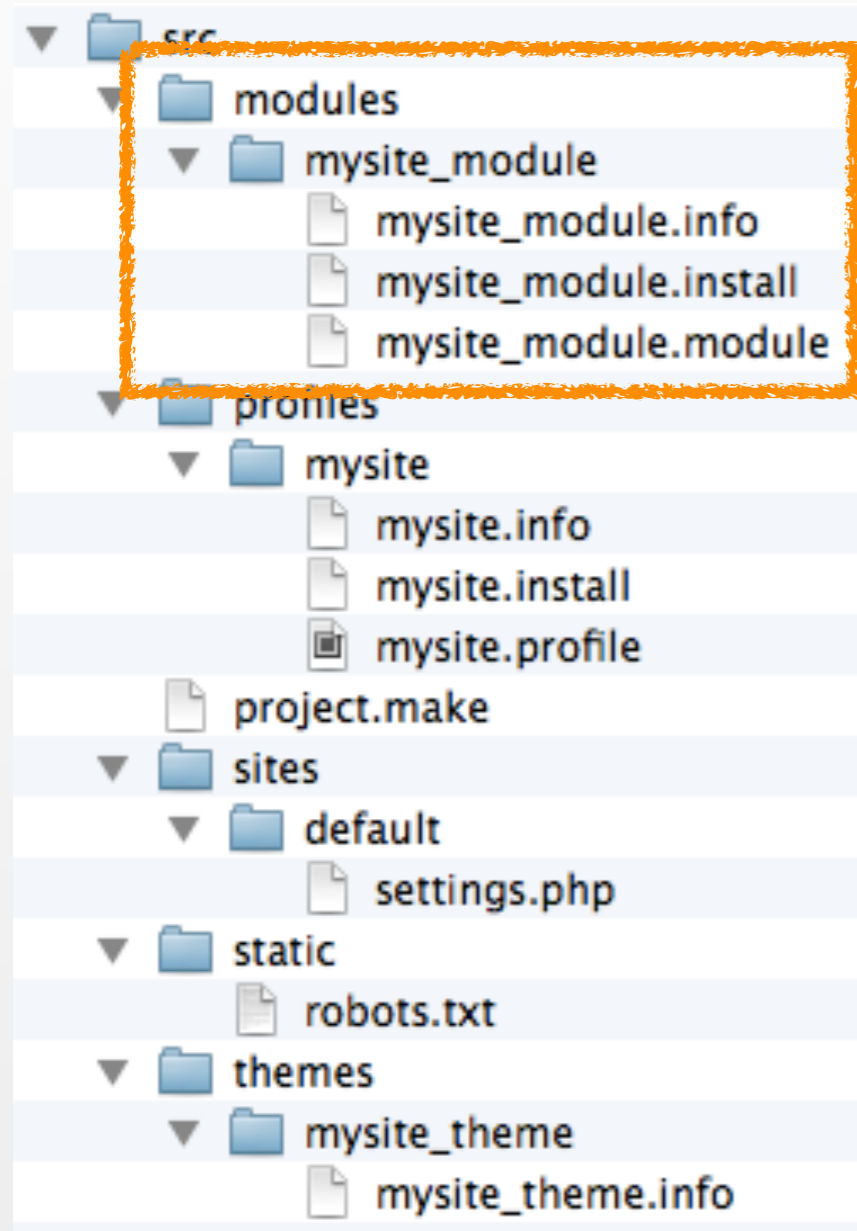 src
modules
mysite_module
mysite_module.info
mysite_module.install
mysite_module.module
profiles
mysite
mysite.info
mysite.install
mysite.profile
project.make
sites
default
settings.php
static
robots.txt
themes
mysite_theme
mysite_theme.info